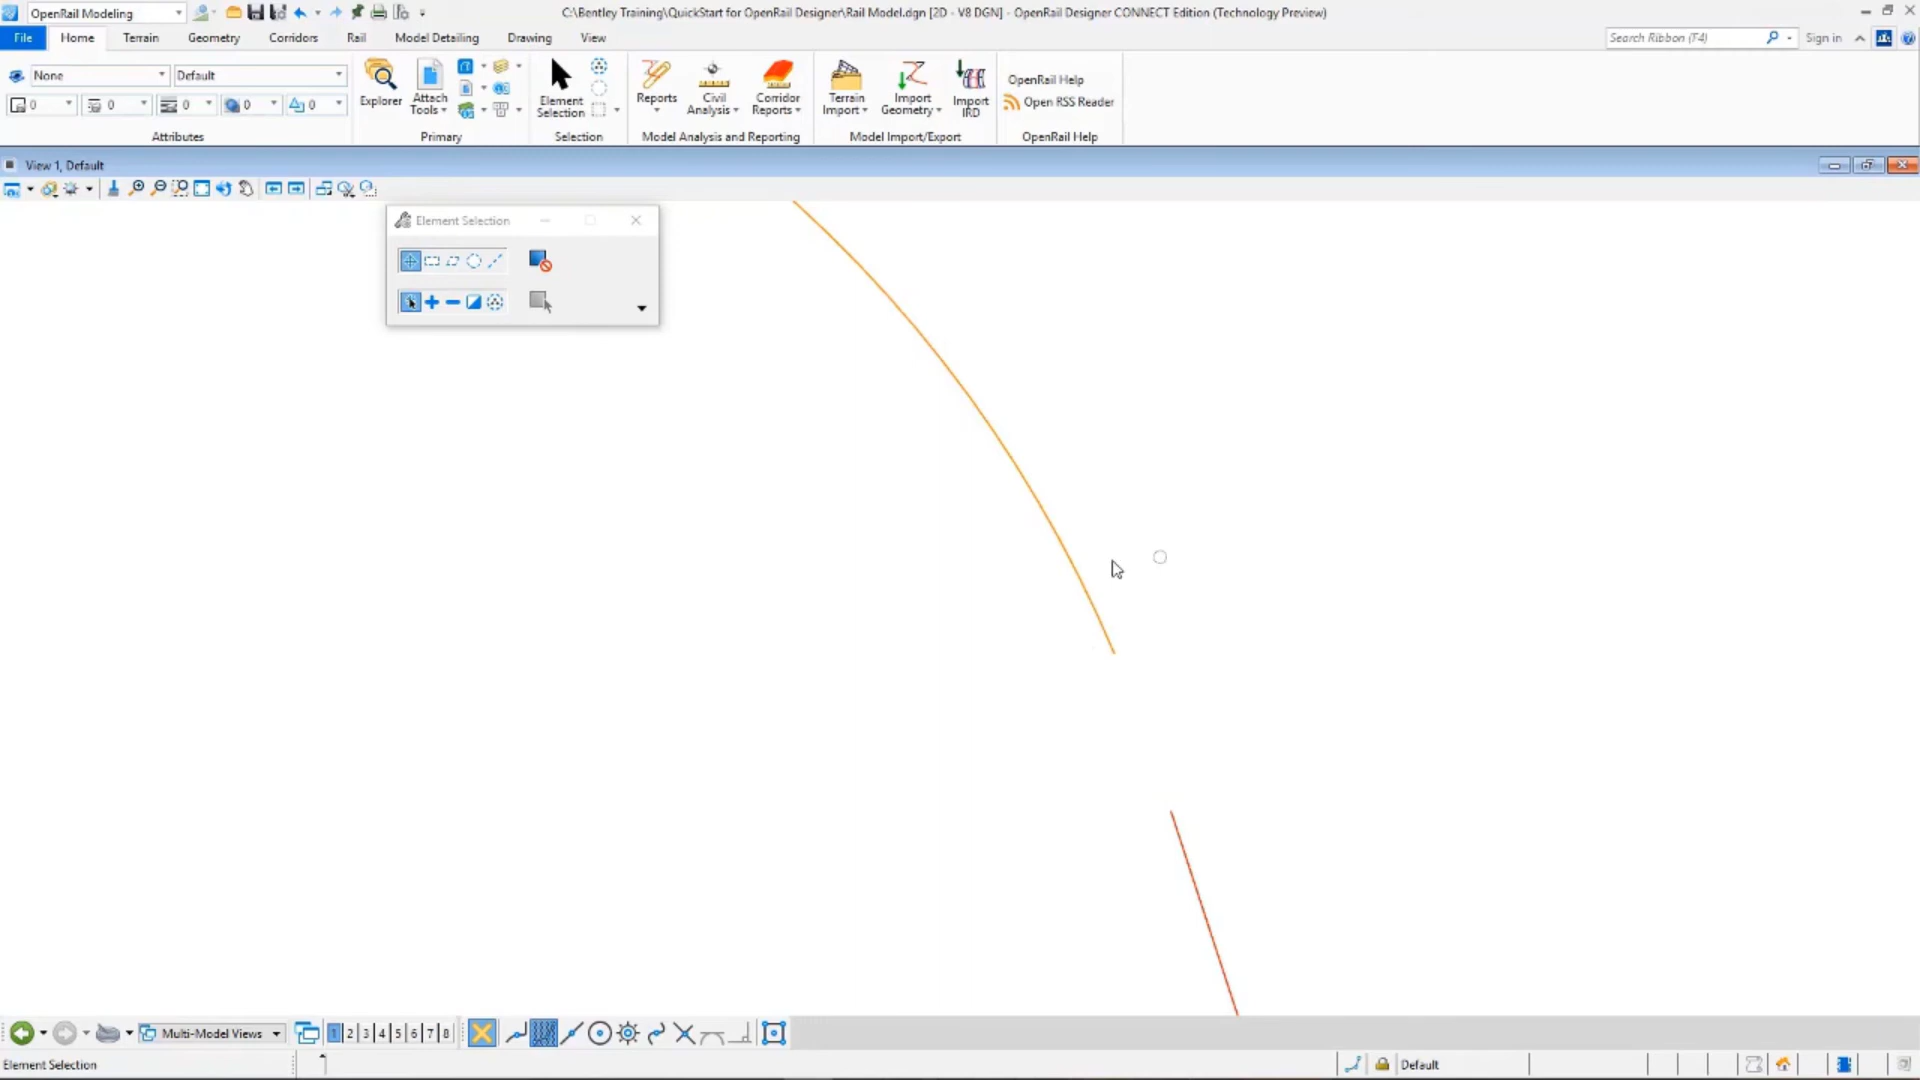 OpenRail Modeling
C:\Bentley Training\QuickStart for OpenRail Designer\Rail Model.dgn [2D - V8 DGN] - OpenRail Designer CONNECT Edition (Technology Preview)
File Home Terrain Geometry Corridors Rail Model Detailing Drawing View
Search Ribbon (F4)
Sign in
None
Default
0 0 0 0 0
Attributes
Explorer
Attach
Tools
Primary
Element
Selection
Selection
Reports
Civil
Analysis
Corridor
Reports
Model Analysis and Reporting
Terrain
Import
Import
Geometry
Import
IRD
Model Import/Export
OpenRail Help
Open RSS Reader
OpenRail Help
View 1, Default
Element Selection
Multi-Model Views
1 2 3 4 5 6 7 8
Element Selection
Default